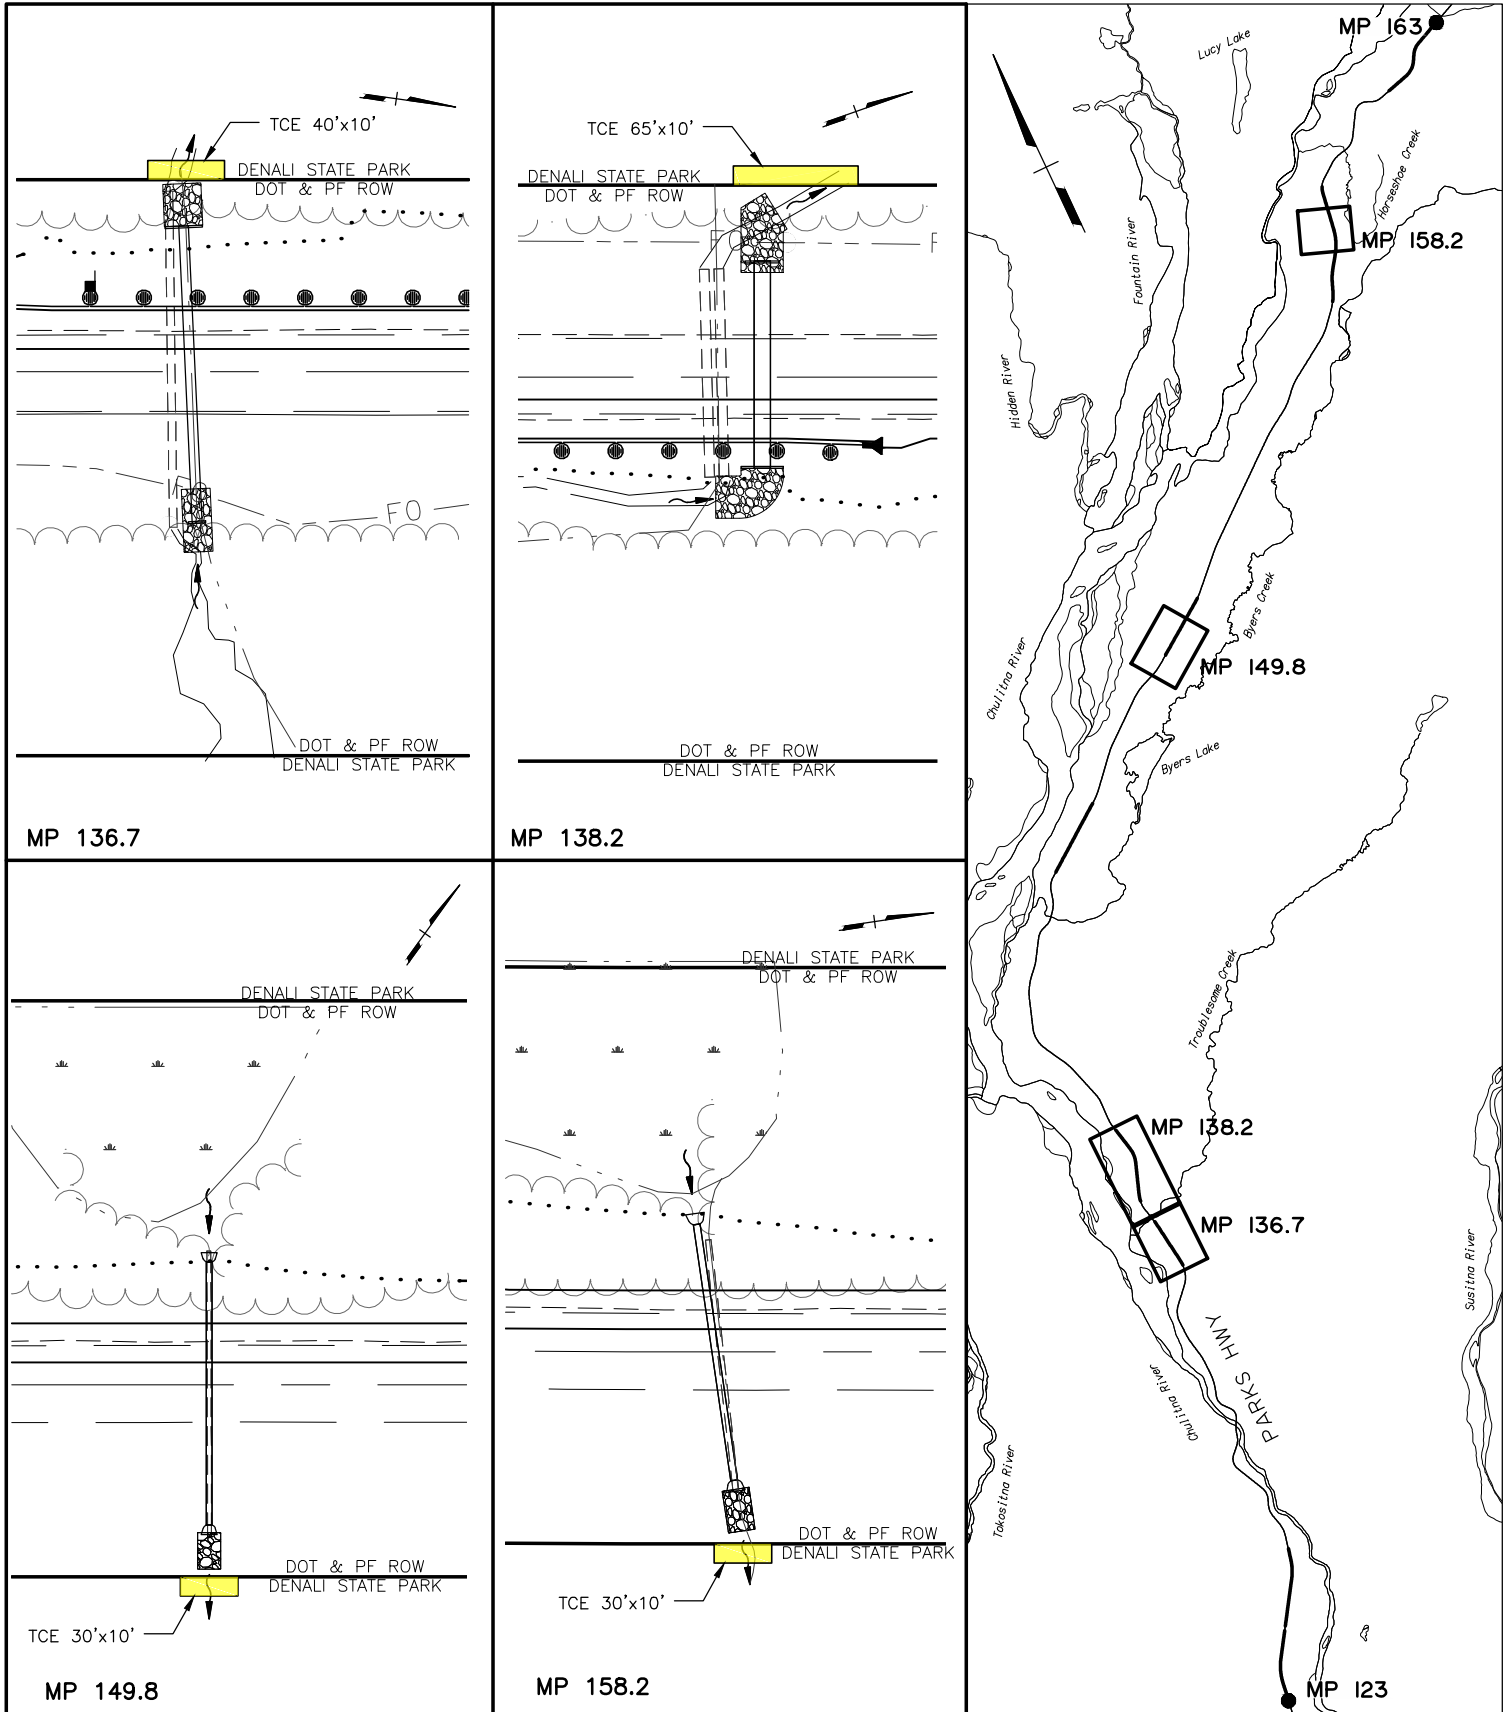 TCE 40'x10'
DENALI STATE PARK
DOT & PF ROW
FO
DOT & PF ROW
DENALI STATE PARK
MP 136.7
TCE 65'x10'
DENALI STATE PARK
DOT & PF ROW
FO
F
DOT & PF ROW
DENALI STATE PARK
MP 138.2
DENALI STATE PARK
DOT & PF ROW
DOT & PF ROW
DENALI STATE PARK
TCE 30'x10'
MP 149.8
DENALI STATE PARK
DOT & PF ROW
DOT & PF ROW
DENALI STATE PARK
TCE 30'x10'
MP 158.2
MP 163
Lucy Lake
Horseshoe Creek
MP 158.2
Fountain River
Hidden River
Byers Creek
Chulitna River
MP 149.8
Byers Lake
Troublesome Creek
MP 138.2
MP 136.7
Susitna River
PARKS HWY
Chulitna River
Tokositna River
MP 123